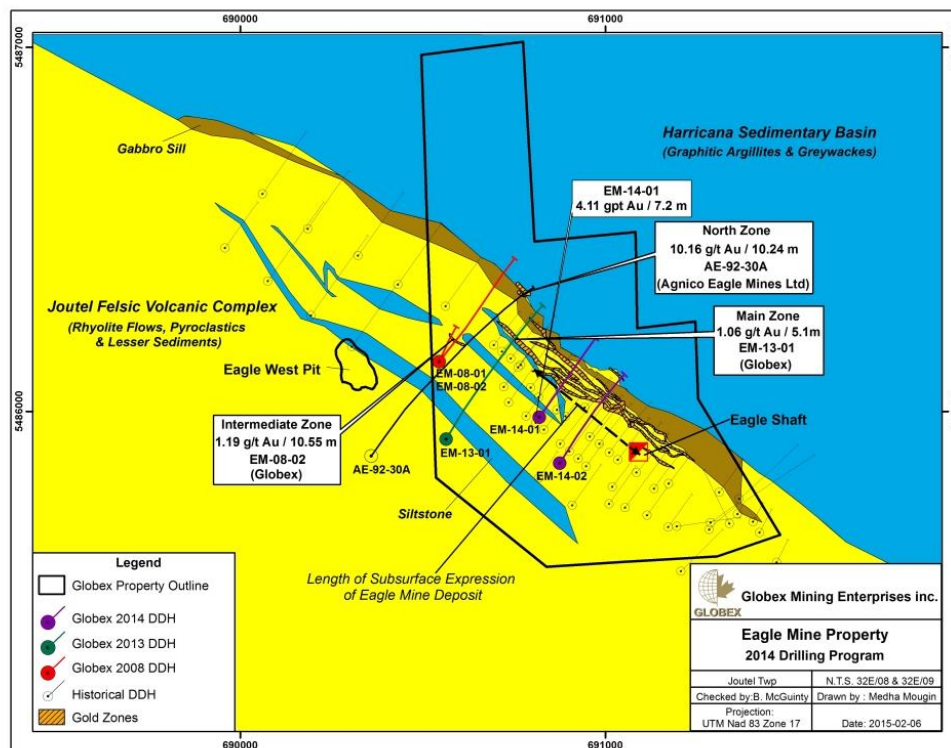 690000
691000
5487000
5486000
Gabbro Sill
Harricana Sedimentary Basin
(Graphitic Argillites & Greywackes)
EM-14-01
4.11 gpt Au / 7.2 m
North Zone
10.16 g/t Au / 10.24 m
AE-92-30A
(Agnico Eagle Mines Ltd)
Joutel Felsic Volcanic Complex
(Rhyolite Flows, Pyroclastics
& Lesser Sediments)
Main Zone
1.06 g/t Au / 5.1m
EM-13-01
(Globex)
Eagle West Pit
EM-08-01
EM-08-02
Intermediate Zone
1.19 g/t Au / 10.55 m
EM-08-02
(Globex)
EM-14-01
Eagle Shaft
EM-13-01
AE-92-30A
EM-14-02
Siltstone
Length of Subsurface Expression
of Eagle Mine Deposit
Legend
Globex Property Outline
Globex 2014 DDH
Globex 2013 DDH
Globex 2008 DDH
Historical DDH
Gold Zones
GLOBEX
Globex Mining Enterprises inc.
Eagle Mine Property
2014 Drilling Program
Joutel Twp
N.T.S. 32E/08 & 32E/09
Checked by:B. McGuinty
Drawn by : Medha Mougin
Projection:
UTM Nad 83 Zone 17
Date: 2015-02-06
690000
691000